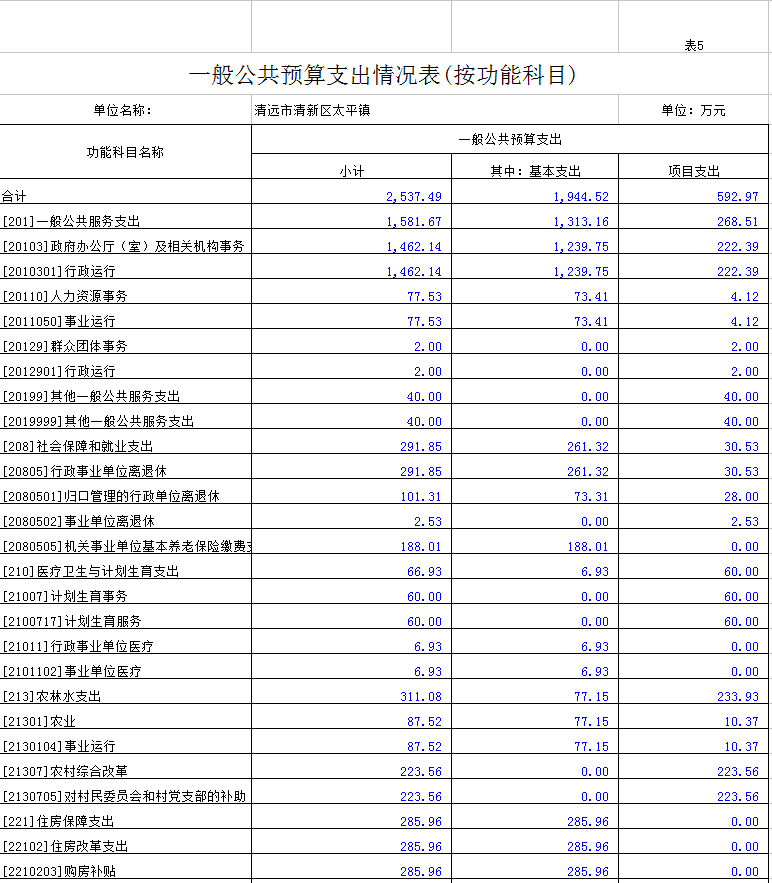 表5
一般公共预算支出情况表(按功能科目)
单位名称： 清远市清新区太平镇 单位：万元
功能科目名称 一般公共预算支出
小计 其中：基本支出 项目支出
合计 2,537.49 1,944.52 592.97
[201]一般公共服务支出 1,581.67 1,313.16 268.51
[20103]政府办公厅（室）及相关机构事务 1,462.14 1,239.75 222.39
[2010301]行政运行 1,462.14 1,239.75 222.39
[20110]人力资源事务 77.53 73.41 4.12
[2011050]事业运行 77.53 73.41 4.12
[20129]群众团体事务 2.00 0.00 2.00
[2012901]行政运行 2.00 0.00 2.00
[20199]其他一般公共服务支出 40.00 0.00 40.00
[2019999]其他一般公共服务支出 40.00 0.00 40.00
[208]社会保障和就业支出 291.85 261.32 30.53
[20805]行政事业单位离退休 291.85 261.32 30.53
[2080501]归口管理的行政单位离退休 101.31 73.31 28.00
[2080502]事业单位离退休 2.53 0.00 2.53
[2080505]机关事业单位基本养老保险缴费 188.01 188.01 0.00
[210]医疗卫生与计划生育支出 66.93 6.93 60.00
[21007]计划生育事务 60.00 0.00 60.00
[2100717]计划生育服务 60.00 0.00 60.00
[21011]行政事业单位医疗 6.93 6.93 0.00
[2101102]事业单位医疗 6.93 6.93 0.00
[213]农林水支出 311.08 77.15 233.93
[21301]农业 87.52 77.15 10.37
[2130104]事业运行 87.52 77.15 10.37
[21307]农村综合改革 223.56 0.00 223.56
[2130705]对村民委员会和村党支部的补助 223.56 0.00 223.56
[221]住房保障支出 285.96 285.96 0.00
[22102]住房改革支出 285.96 285.96 0.00
[2210203]购房补贴 285.96 285.96 0.00